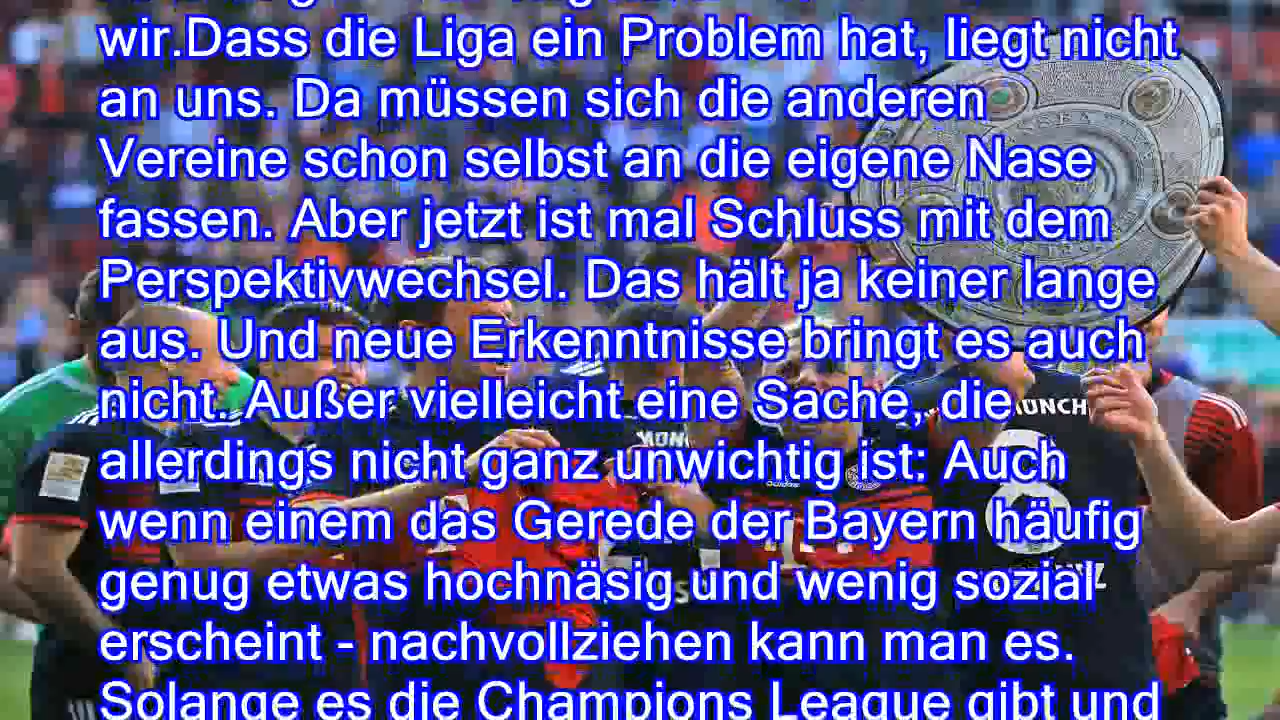 wir.Dass die Liga ein Problem hat, liegt nicht
an uns. Da müssen sich die anderen
Vereine schon selbst an die eigene Nase
fassen. Aber jetzt ist mal Schluss mit dem
Perspektivwechsel. Das hält ja keiner lange
aus. Und neue Erkenntnisse bringt es auch
nicht. Außer vielleicht eine Sache, die
allerdings nicht ganz unwichtig ist: Auch
wenn einem das Gerede der Bayern häufig
genug etwas hochnäsig und wenig sozial
erscheint - nachvollziehen kann man es.
Solange es die Champions League gibt und
MÜNCH
adidas